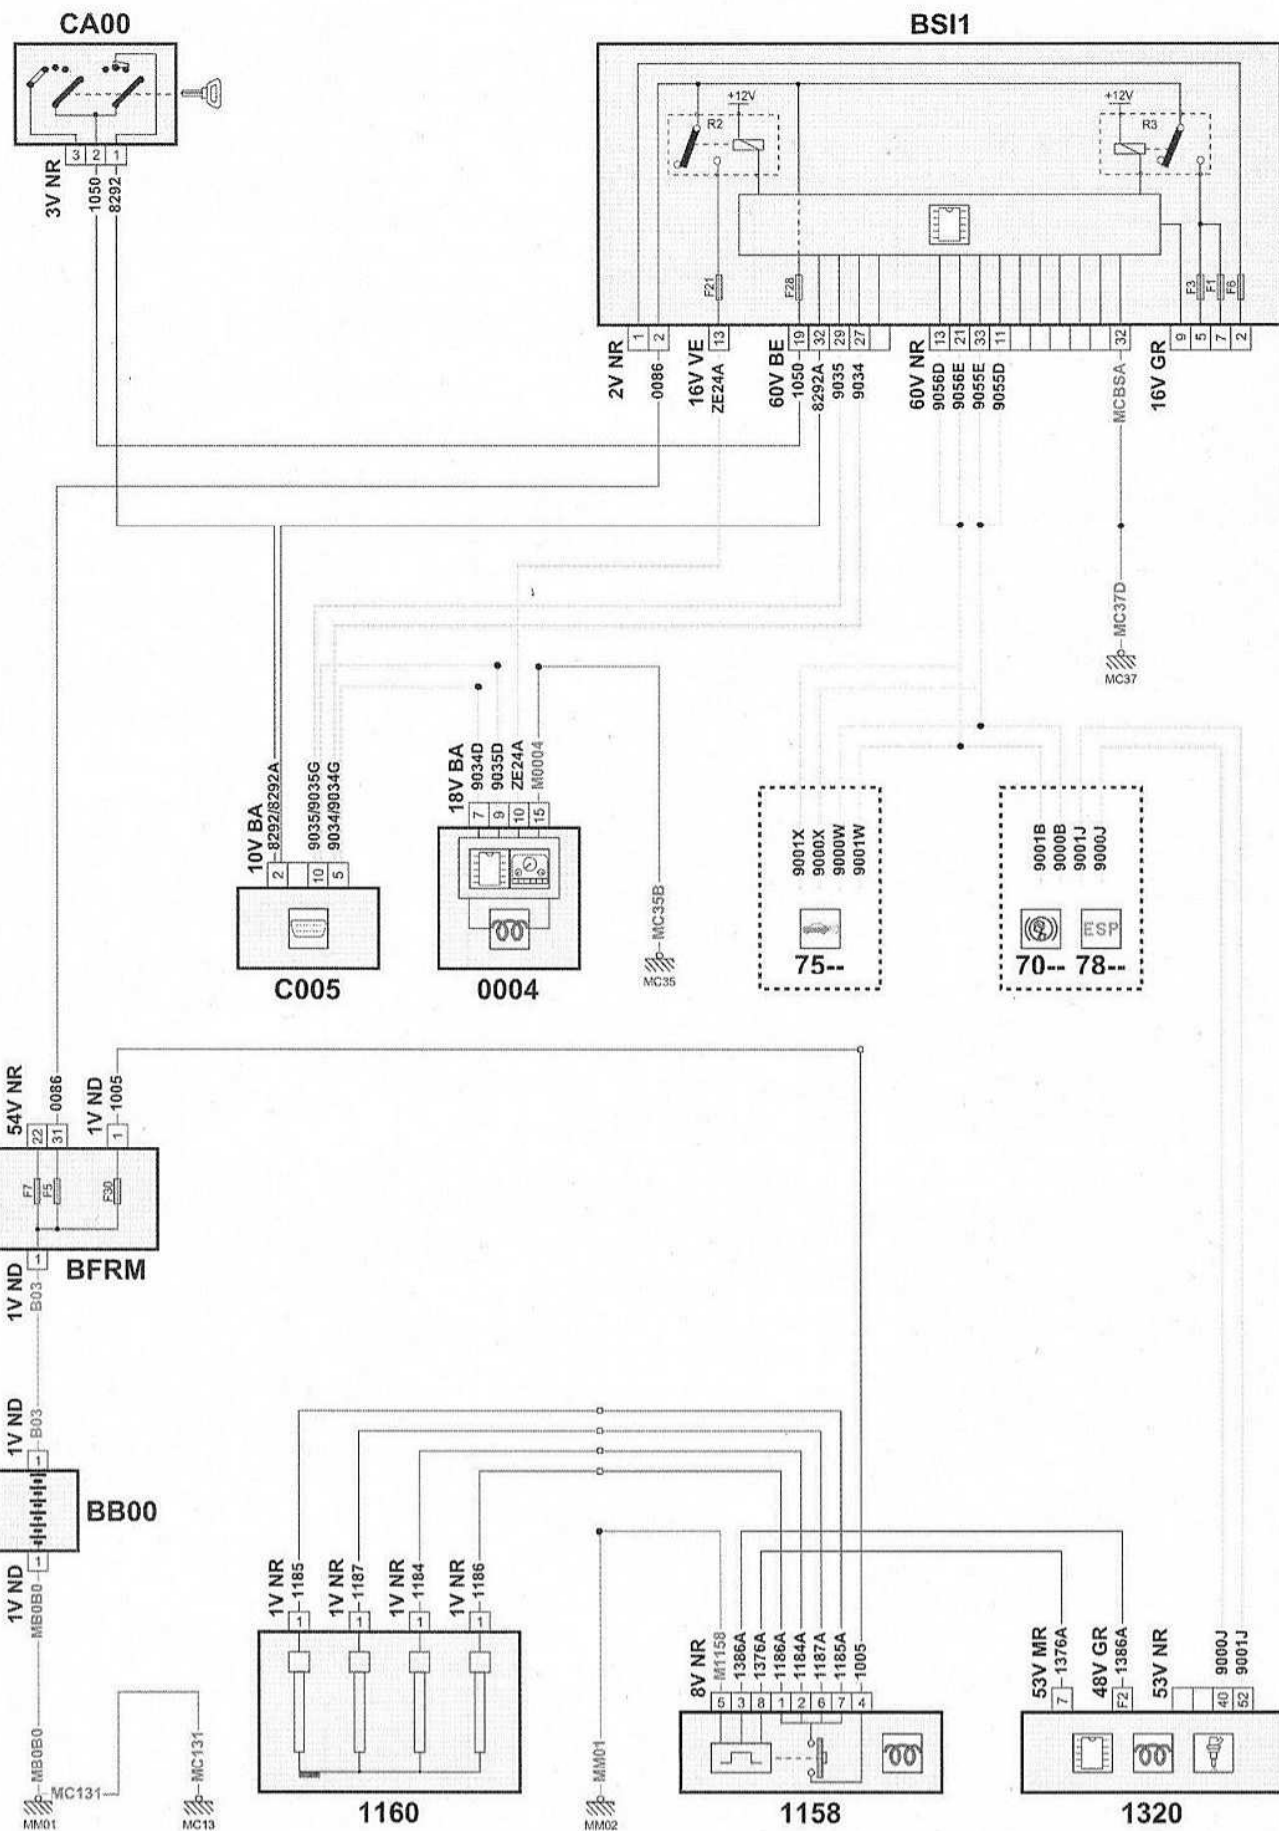 CA00
BSI1
+12V
R2
+12V
R3
3 2 1
3V NR
1050
8292
F21
F28
F3
F1
F6
1 2
13
19 32 29 27
13 21 33 11
32
9 5 7 2
2V NR
0086
16V VE
ZE24A
60V BE
1050
8292A
9035
9034
60V NR
9056D
9056E
9055E
9055D
MCBSA
16V GR
MC37D
MC37
10V BA
8292/8292A
9035/9035G
9034/9034G
2 10 5
C005
18V BA
9034D
9035D
ZE24A
M0004
7 9 10 15
0004
MC35B
MC35
9001X
9000X
9000W
9001W
75--
9001B
9000B
9001J
9000J
ESP
70-- 78--
54V NR
0086
1V ND
1005
22 31 1
F7
F5
F30
1
BFRM
1V ND
B03
1V ND
B03
1
BB00
1
1V ND
MB0B0
MB0B0
MC131
MC131
MM01
MC13
1V NR
1185
1V NR
1187
1V NR
1184
1V NR
1186
1 1 1 1
1160
MM01
MM02
8V NR
M1158
1386A
1376A
1186A
1184A
1187A
1185A
1005
5 3 8 1 2 6 7 4
1158
53V MR
1376A
48V GR
1386A
53V NR
9000J
9001J
7 F2 40 52
1320